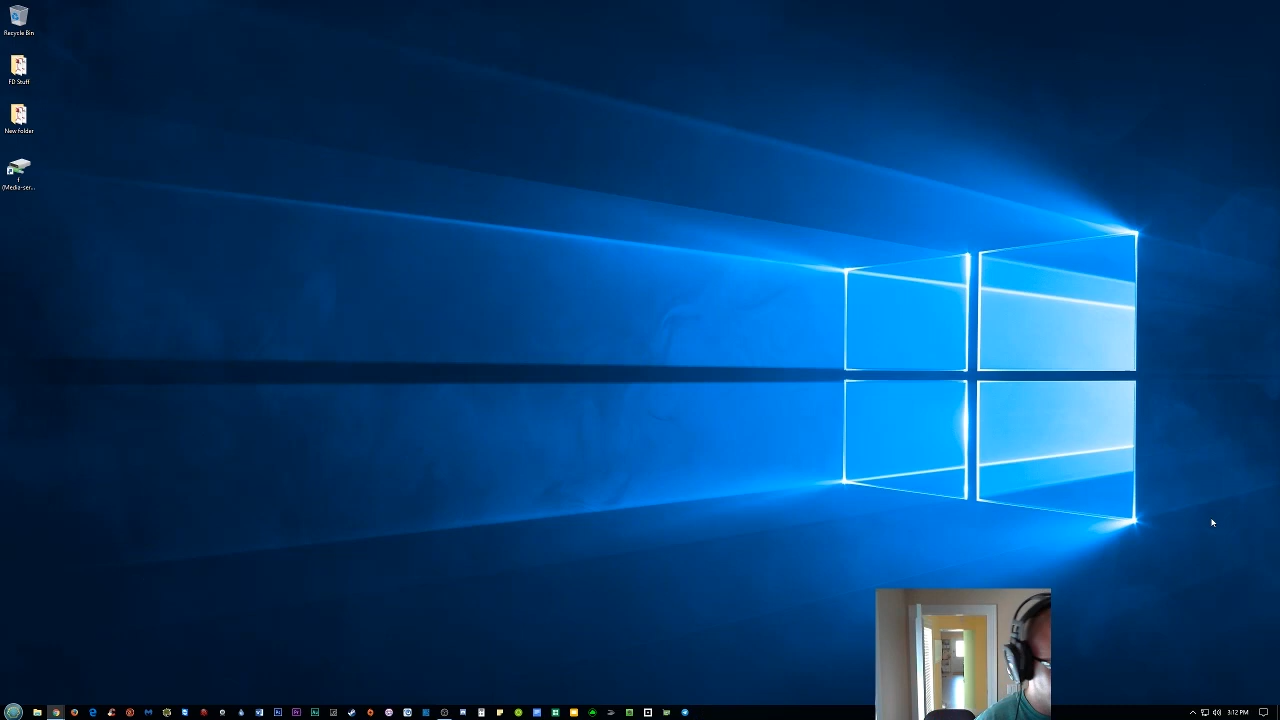 Recycle Bin
FD Stuff
New folder
(Media-ser...
3:12 PM